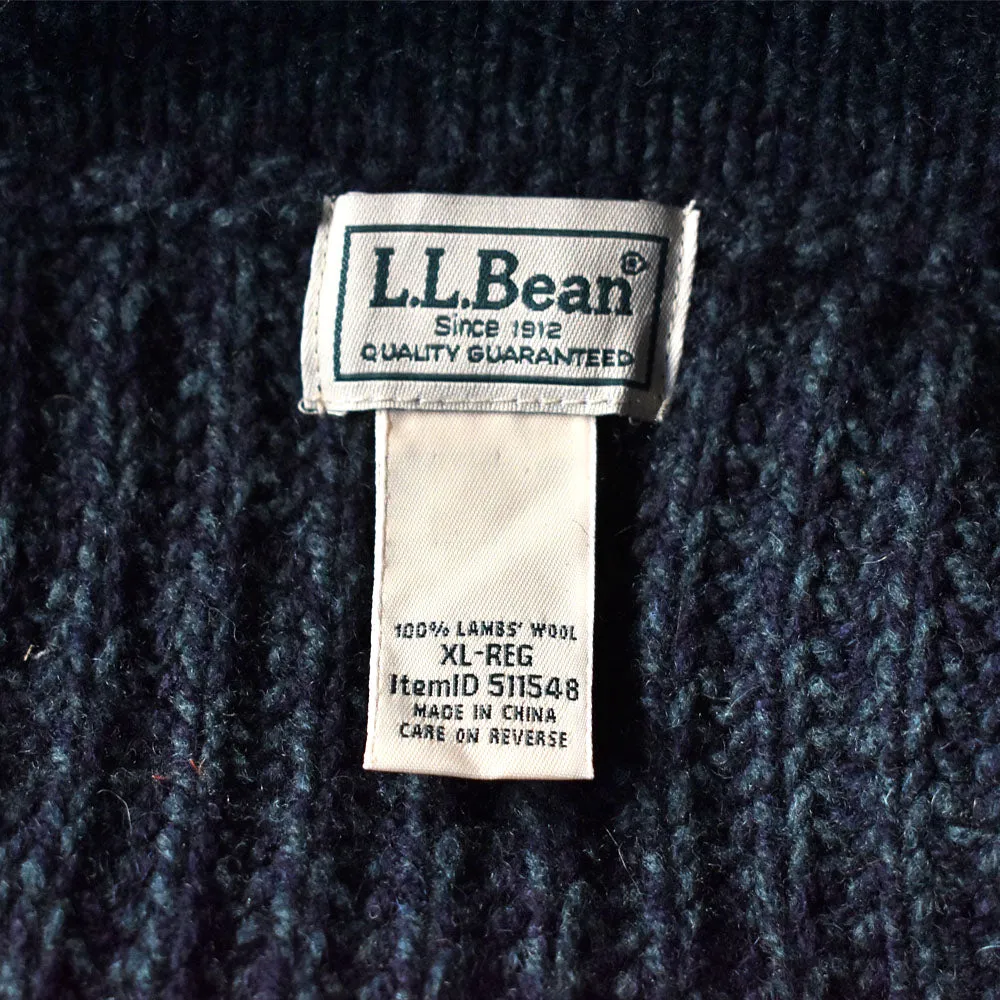 L.L.Bean®
Since 1912
QUALITY GUARANTEED
100% LAMBS' WOOL
XL-REG
ItemID 511548
MADE IN CHINA
CARE ON REVERSE